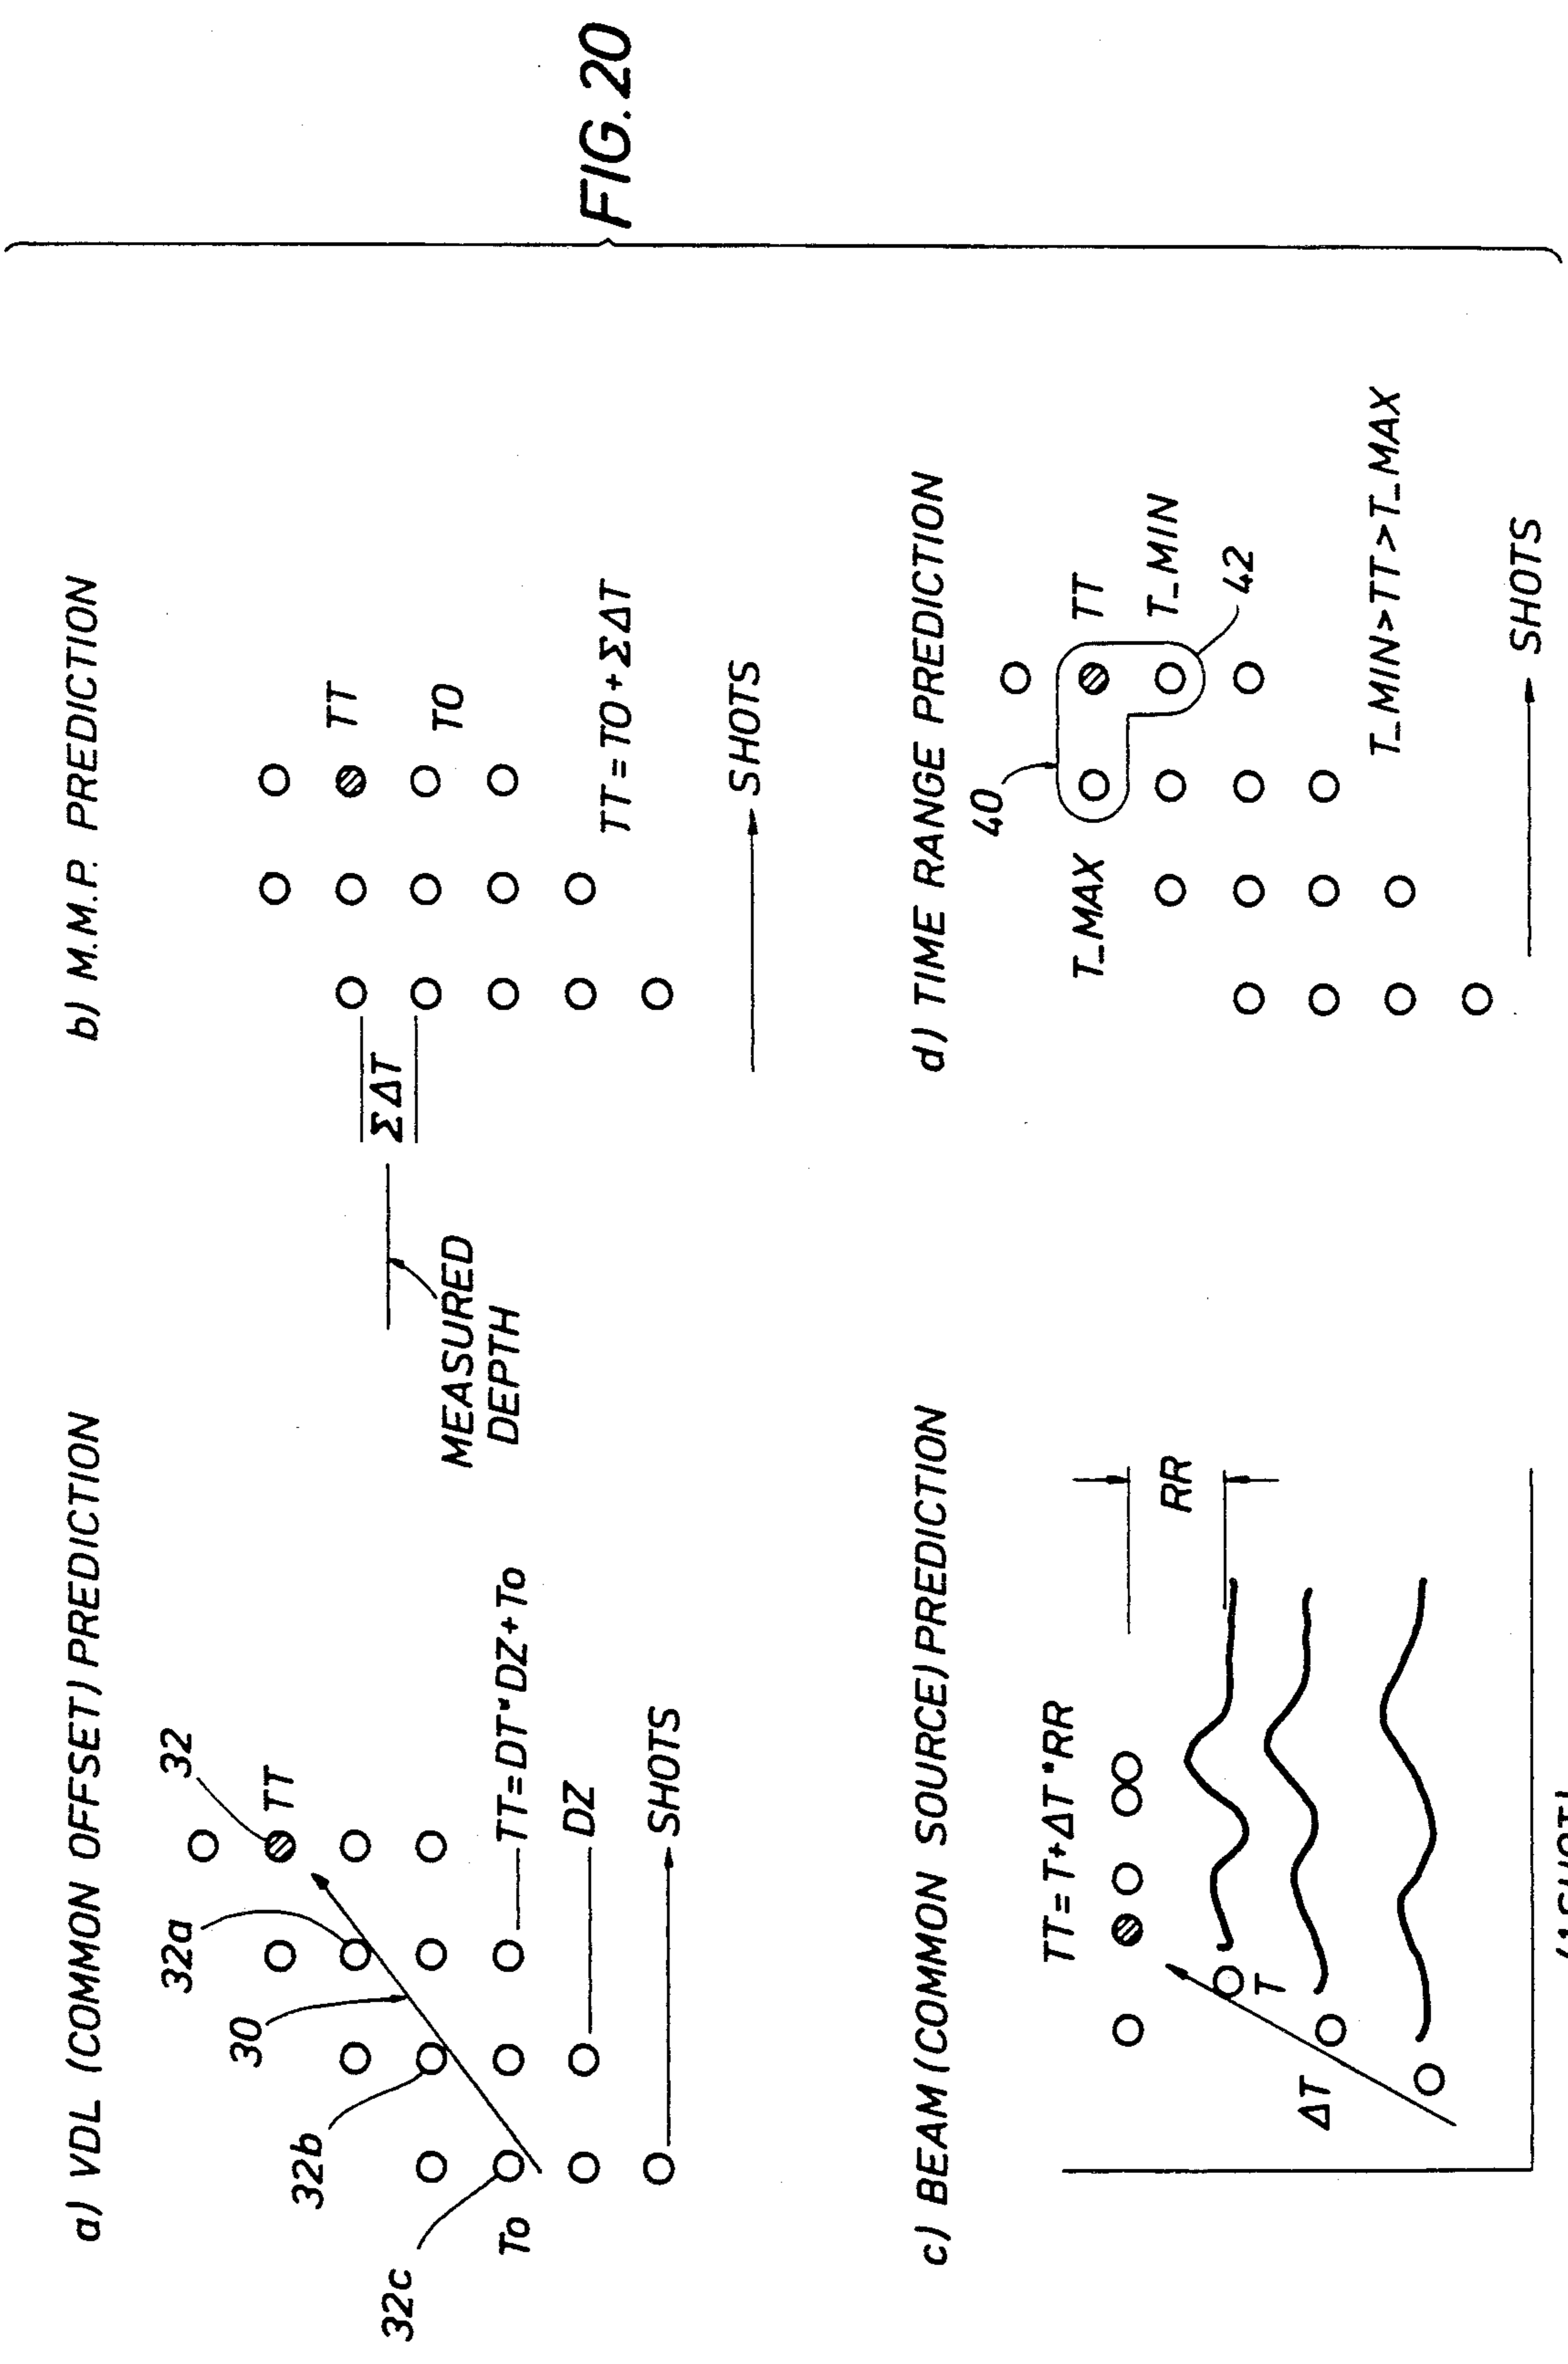 a) VDL (COMMON OFFSET) PREDICTION
32
TT
32a
30
32b
32c
To
TT=DT*DZ+To
DZ
SHOTS
b) M.M.P. PREDICTION
TT
TO
ΣΔT
MEASURED
DEPTH
TT=TO+ΣΔT
SHOTS
c) BEAM (COMMON SOURCE) PREDICTION
TT=T+ΔT*RR
RR
T
ΔT
d) TIME RANGE PREDICTION
40
T_MAX
TT
T_MIN
42
T_MIN>TT>T_MAX
SHOTS
FIG. 20